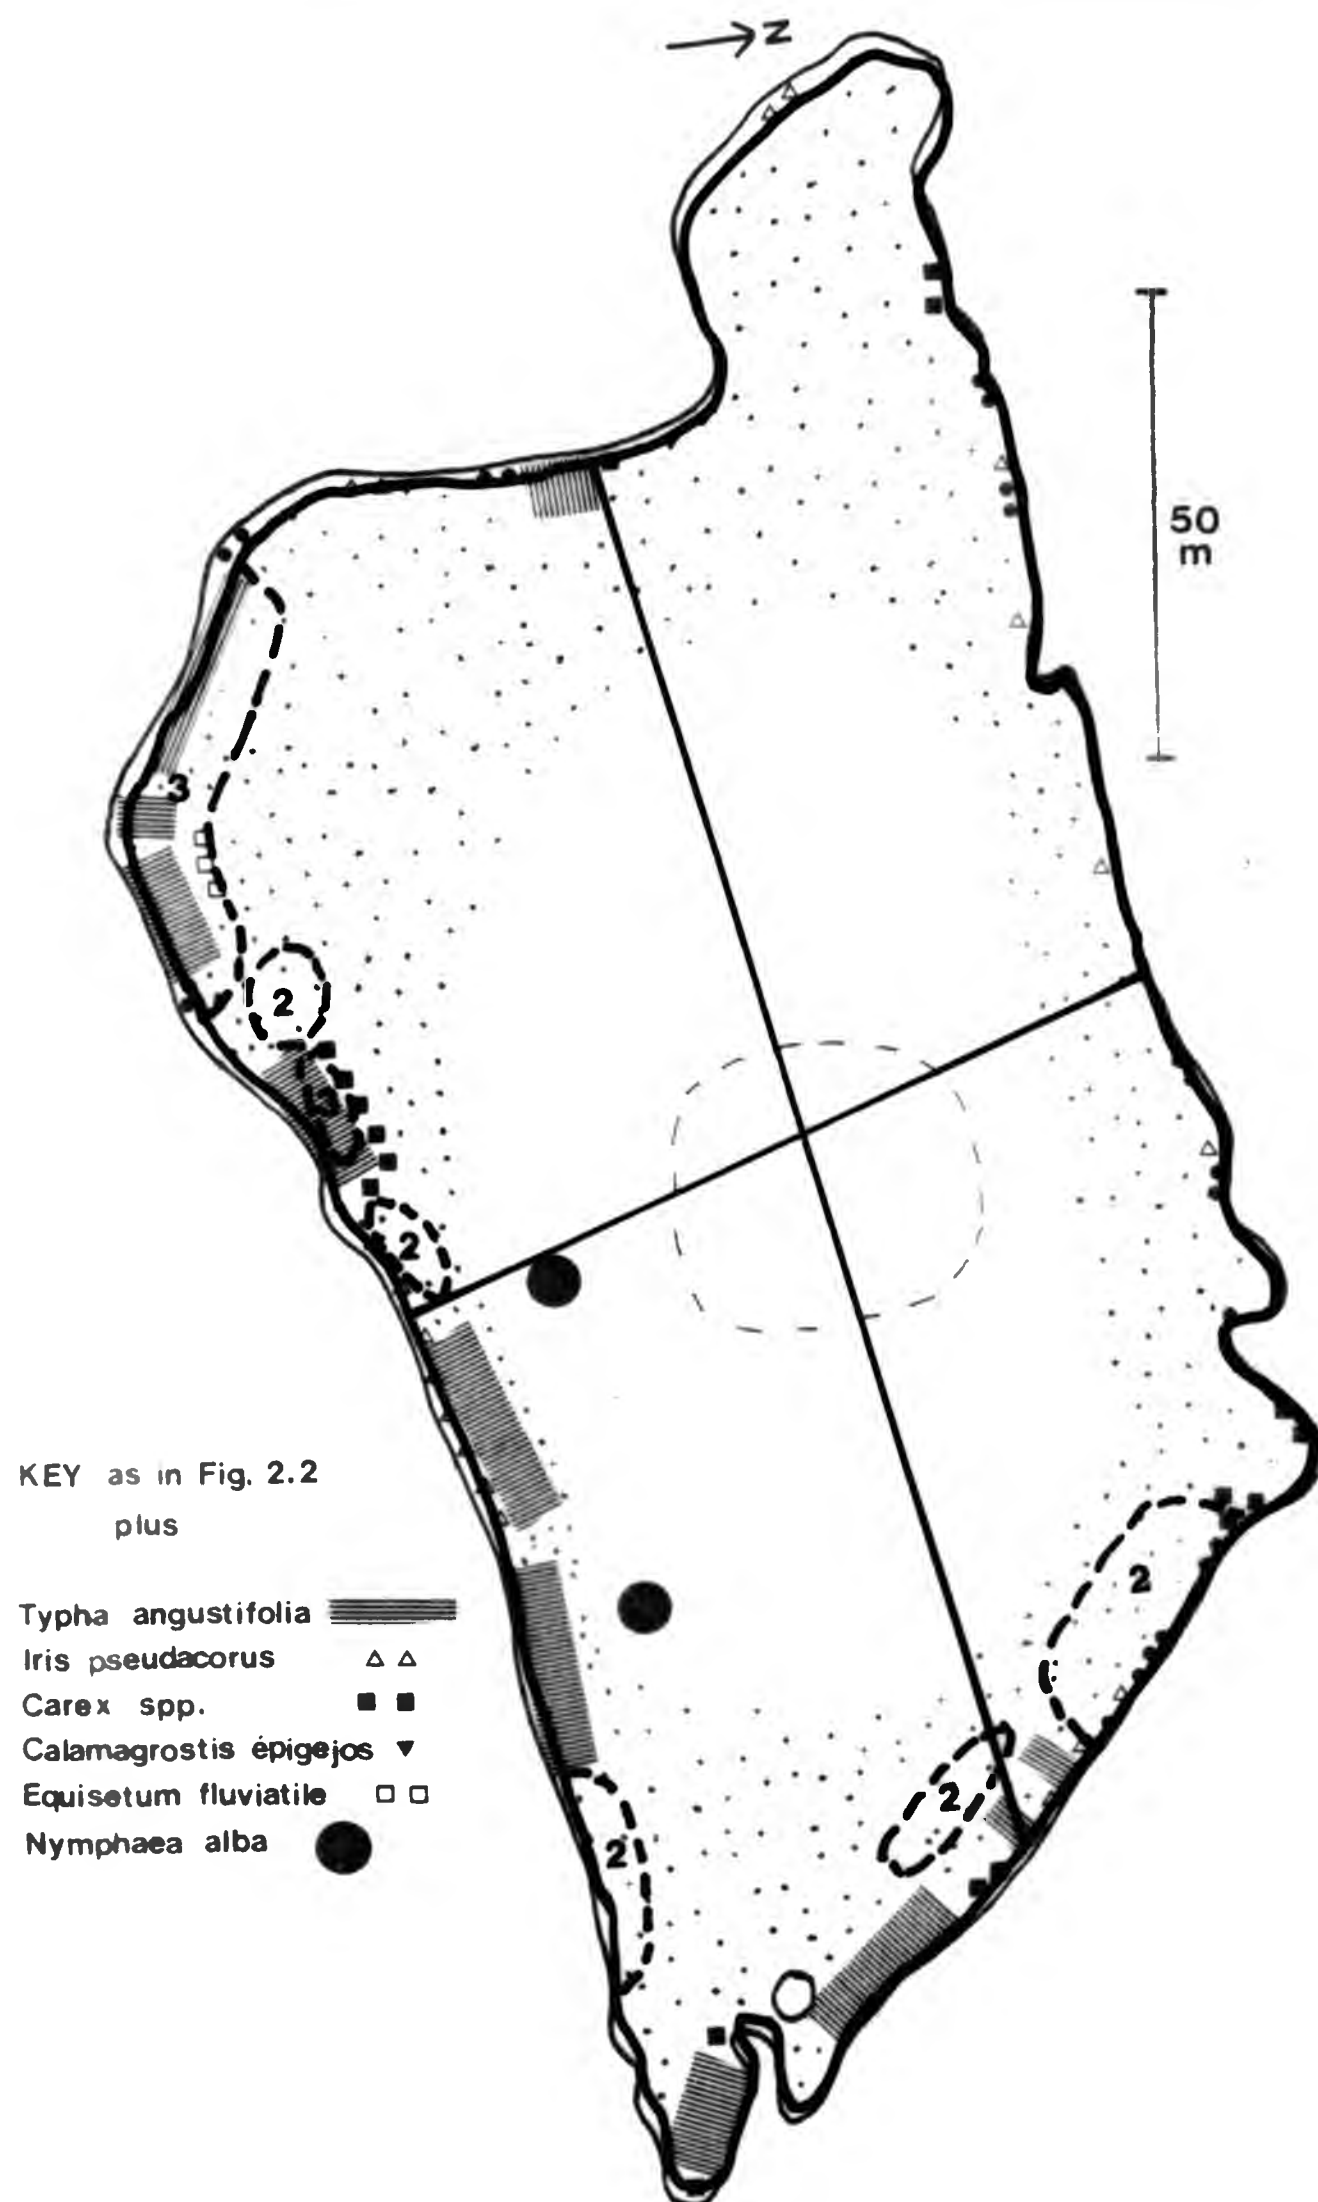 N
50
m
3
2
3
2
2
2
2
KEY as in Fig. 2.2
plus
Typha angustifolia
Iris pseudacorus
Carex spp.
Calamagrostis epigejos
Equisetum fluviatile
Nymphaea alba